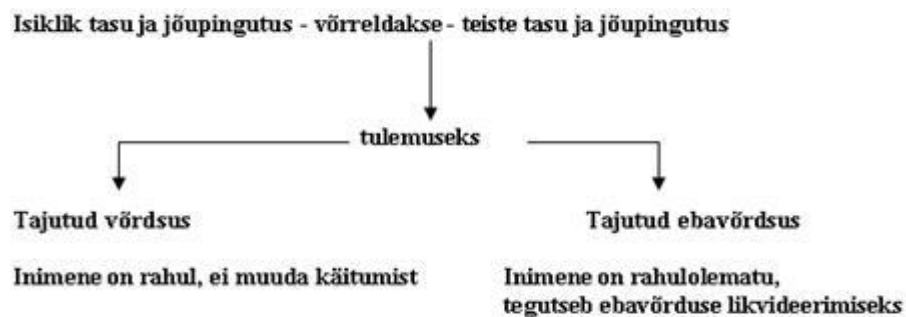 Isiklik tasu ja jõupingutus - võrreldakse - teiste tasu ja jõupingutus
tulemuseks
Tajutud võrdsus
Tajutud ebavõrdsus
Inimene on rahul, ei muuda käitumist
Inimene on rahulolematu,
tegutseb ebavõrduse likvideerimiseks